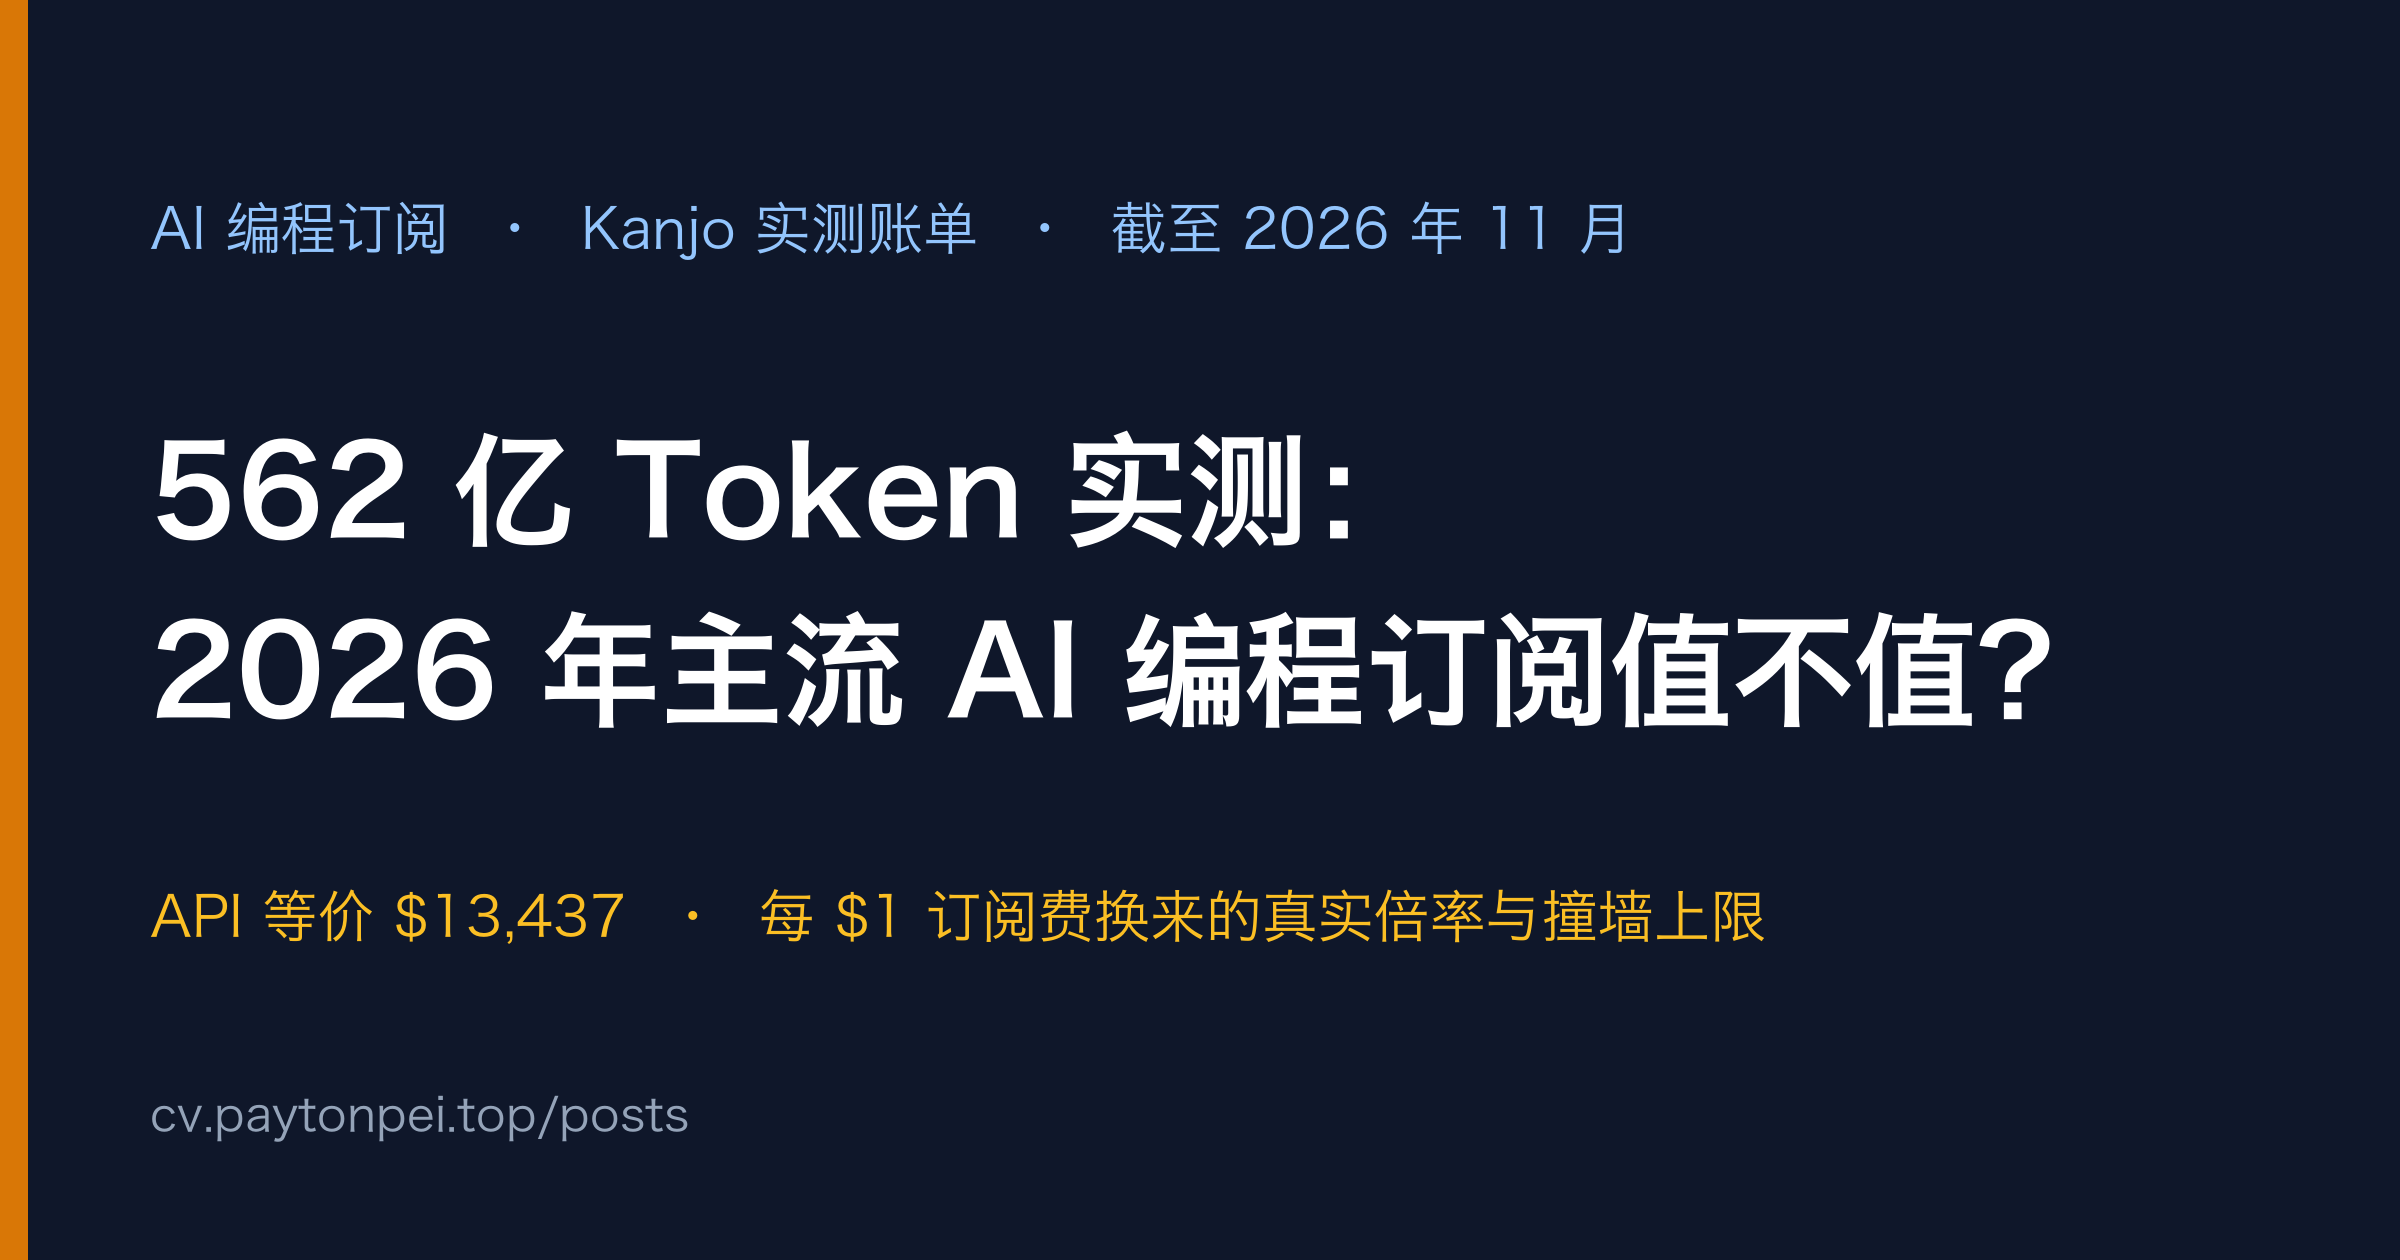 AI 编程订阅 · Kanjo 实测账单 · 截至 2026 年 11 月
562 亿 Token 实测：
2026 年主流 AI 编程订阅值不值？
API 等价 $13,437 · 每 $1 订阅费换来的真实倍率与撞墙上限
cv.paytonpei.top/posts